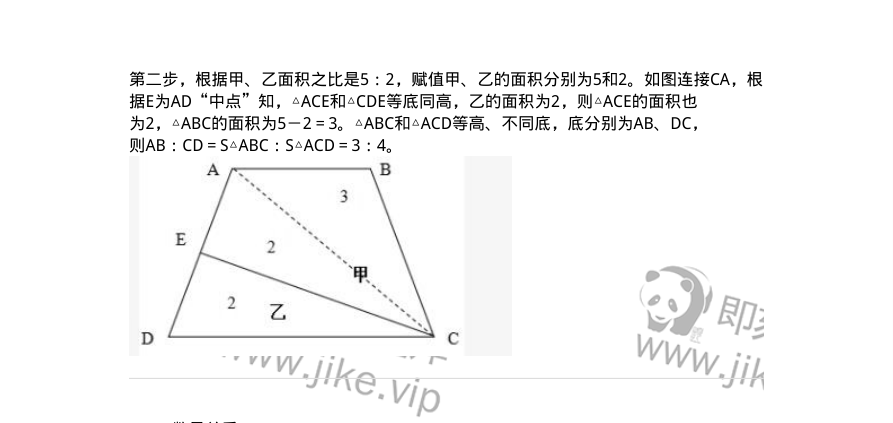 第二步，根据甲、乙面积之比是5：2，赋值甲、乙的面积分别为5和2。如图连接CA，根
据E为AD“中点”知，△ACE和△CDE等底同高，乙的面积为2，则△ACE的面积也
为2，△ABC的面积为5－2 = 3。△ABC和△ACD等高、不同底，底分别为AB、DC，
则AB：CD = S△ABC：S△ACD = 3：4。
A B
3
E 2
甲
2 乙
D C
即
www.jik
www.jike.vip